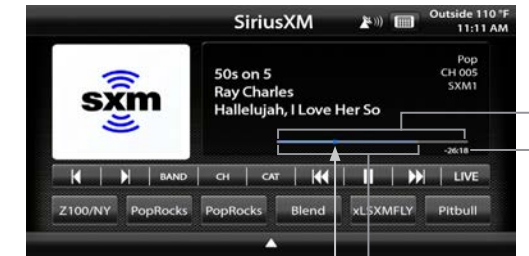 SiriusXM
Outside 110 °F
11:11 AM
sxm
50s on 5
Ray Charles
Hallelujah, I Love Her So
Pop
CH 005
SXM1
-26:18
BAND CH CAT LIVE
Z100/NY PopRocks PopRocks Blend xLSXMFLY Pitbull